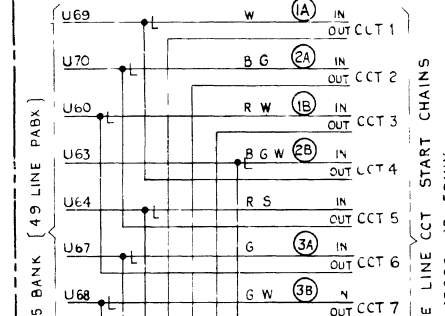 U69 W 1A IN
OUT CCT 1
U70 B G 2A IN
OUT CCT 2
U60 R W 1B IN
OUT CCT 3
U63 B G W 2B IN
OUT CCT 4
U64 R S IN
OUT CCT 5
U67 G 3A IN
OUT CCT 6
U68 G W 3B N
OUT CCT 7
BANK (49 LINE PABX)
LINE CCT START CHAINS